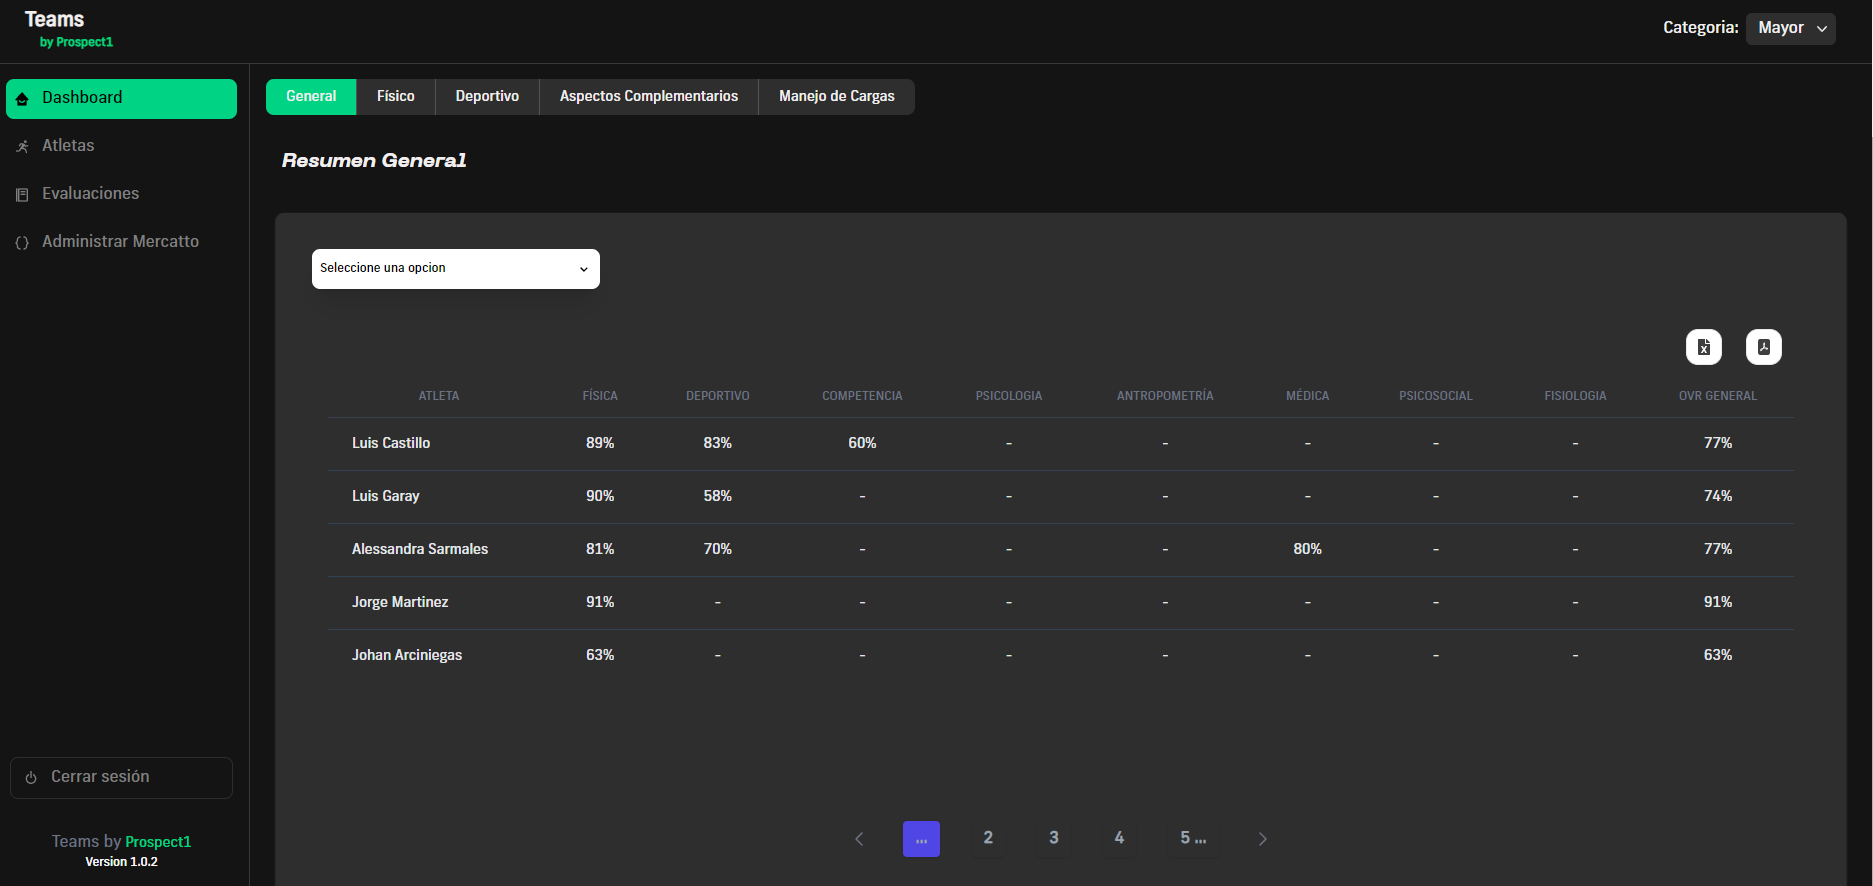 Teams
by Prospect1
Categoria: Mayor
Dashboard
Atletas
Evaluaciones
Administrar Mercatto
General Físico Deportivo Aspectos Complementarios Manejo de Cargas
Resumen General
Seleccione una opcion
ATLETA FÍSICA DEPORTIVO COMPETENCIA PSICOLOGIA ANTROPOMETRÍA MÉDICA PSICOSOCIAL FISIOLOGIA OVR GENERAL
Luis Castillo 89% 83% 60% - - - - - 77%
Luis Garay 90% 58% - - - - - - 74%
Alessandra Sarmales 81% 70% - - - 80% - - 77%
Jorge Martinez 91% - - - - - - - 91%
Johan Arciniegas 63% - - - - - - - 63%
... 2 3 4 5 ...
Cerrar sesión
Teams by Prospect1
Version 1.0.2